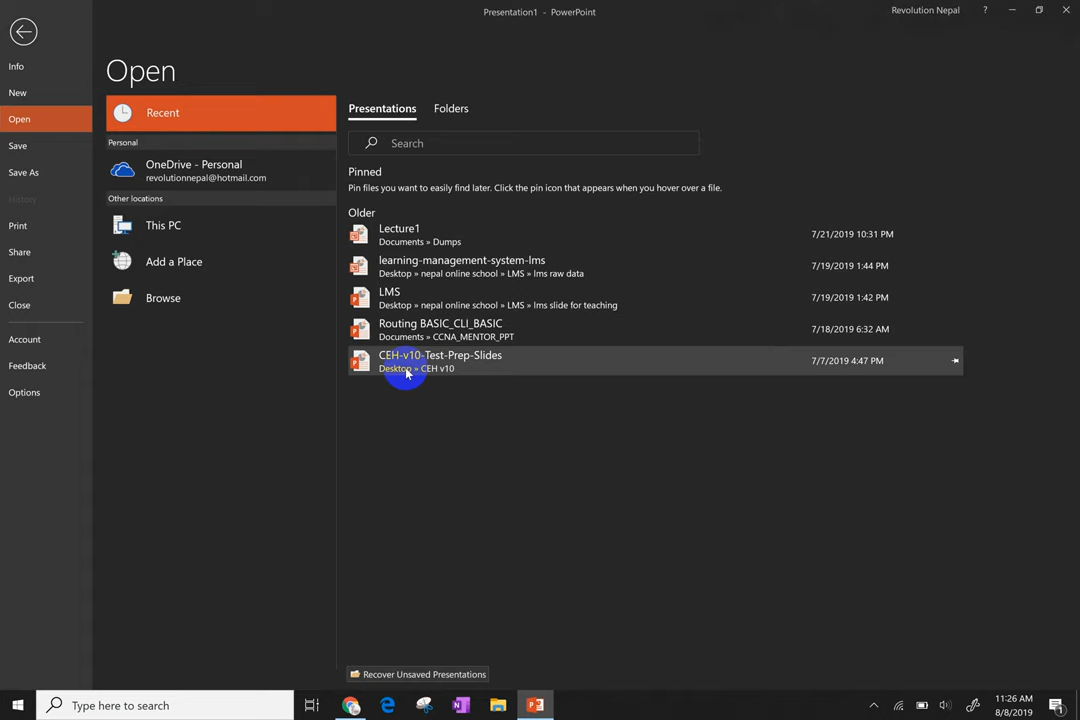 Presentation1 - PowerPoint
Revolution Nepal
?
Info
New
Open
Save
Save As
History
Print
Share
Export
Close
Account
Feedback
Options
Open
Recent
Personal
OneDrive - Personal
revolutionnepal@hotmail.com
Other locations
This PC
Add a Place
Browse
Presentations
Folders
Search
Pinned
Pin files you want to easily find later. Click the pin icon that appears when you hover over a file.
Older
Lecture1
Documents » Dumps
7/21/2019 10:31 PM
learning-management-system-lms
Desktop » nepal online school » LMS » lms raw data
7/19/2019 1:44 PM
LMS
Desktop » nepal online school » LMS » lms slide for teaching
7/19/2019 1:42 PM
Routing BASIC_CLI_BASIC
Documents » CCNA_MENTOR_PPT
7/18/2019 6:32 AM
CEH-v10-Test-Prep-Slides
Desktop » CEH v10
7/7/2019 4:47 PM
Recover Unsaved Presentations
Type here to search
11:26 AM
8/8/2019